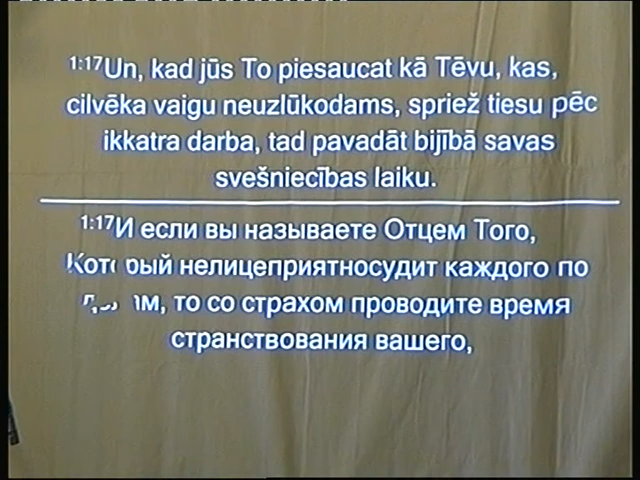 1:17Un, kad jūs To piesaucat kā Tēvu, kas,
cilvēka vaigu neuzlūkodams, spriež tiesu pēc
ikkatra darba, tad pavadāt bijībā savas
svešniecības laiku.
1:17И если вы называете Отцем Того,
Который нелицеприятносудит каждого по
то со страхом проводите время
странствования вашего,